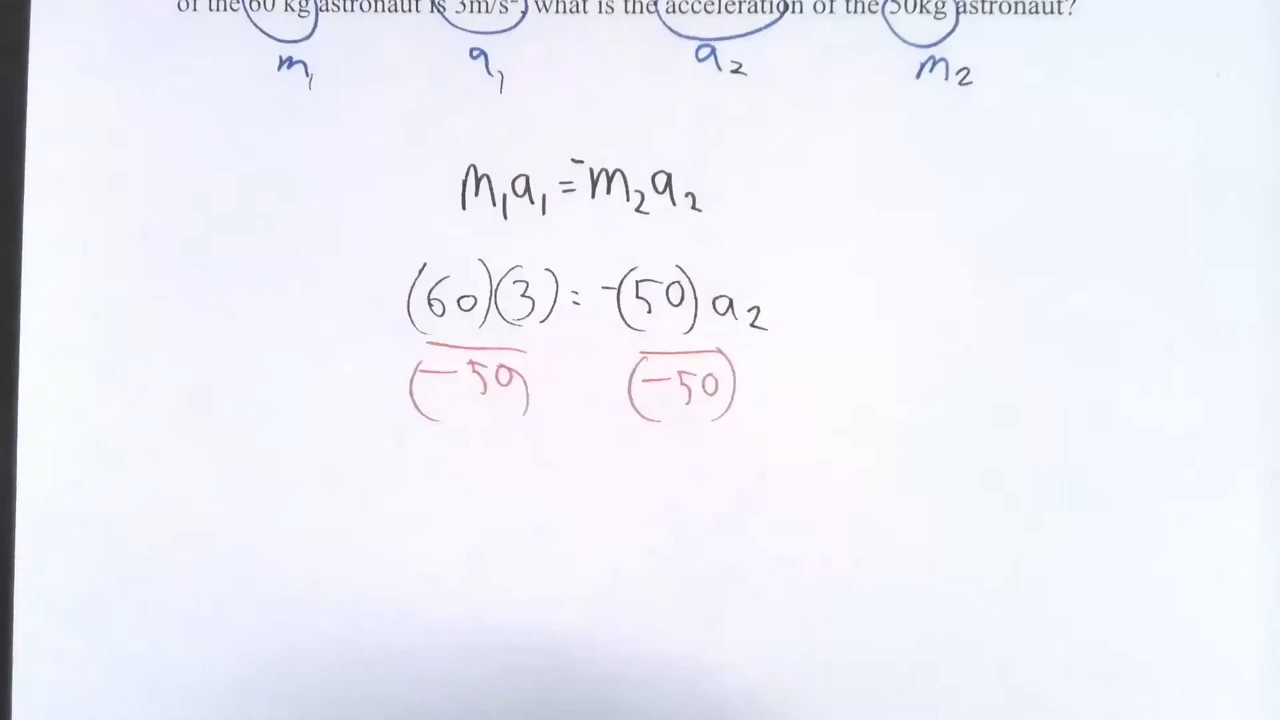 of the 60 kg astronaut is 3m/s², what is the acceleration of the 50kg astronaut?
m₁ a₁ a₂ m₂
m₁a₁ = -m₂a₂
(60)(3) = -(50) a₂
(-50) (-50)